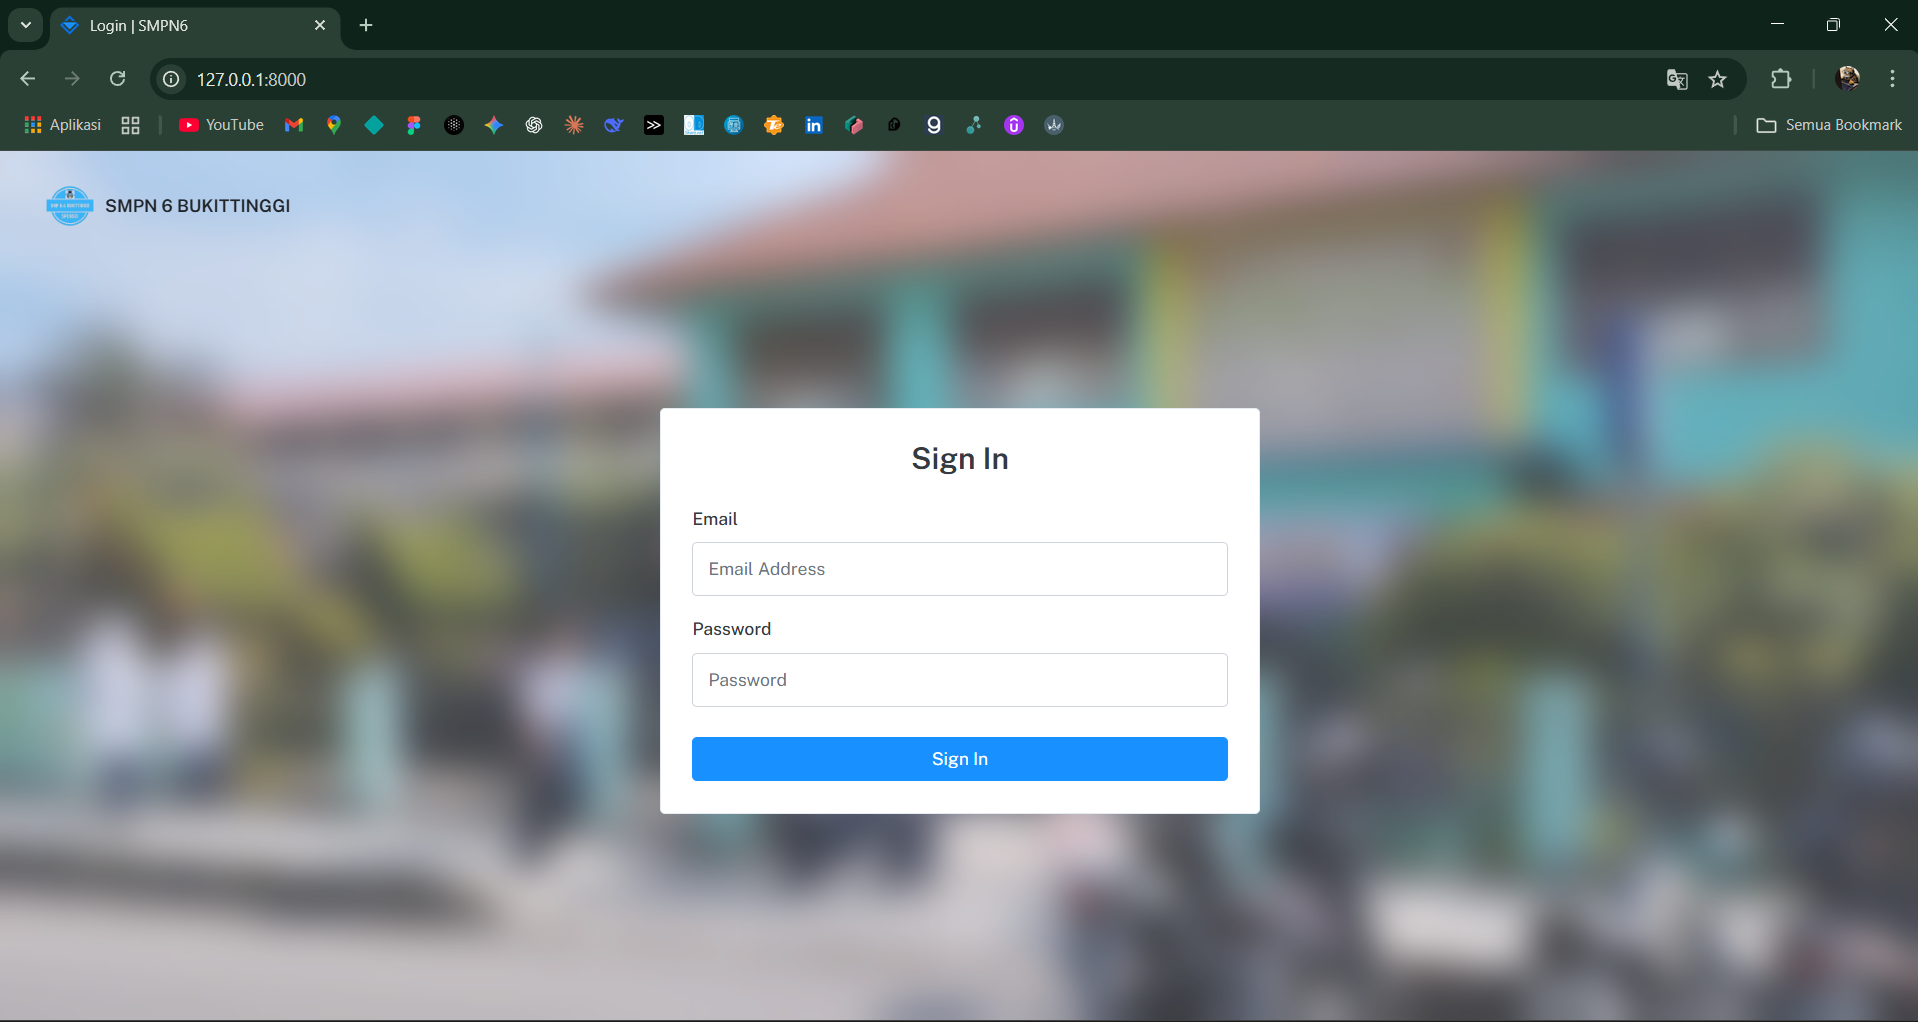 Login | SMPN6
127.0.0.1:8000
Aplikasi
YouTube
Semua Bookmark
SMPN 6 BUKITTINGGI
Sign In
Email
Email Address
Password
Password
Sign In